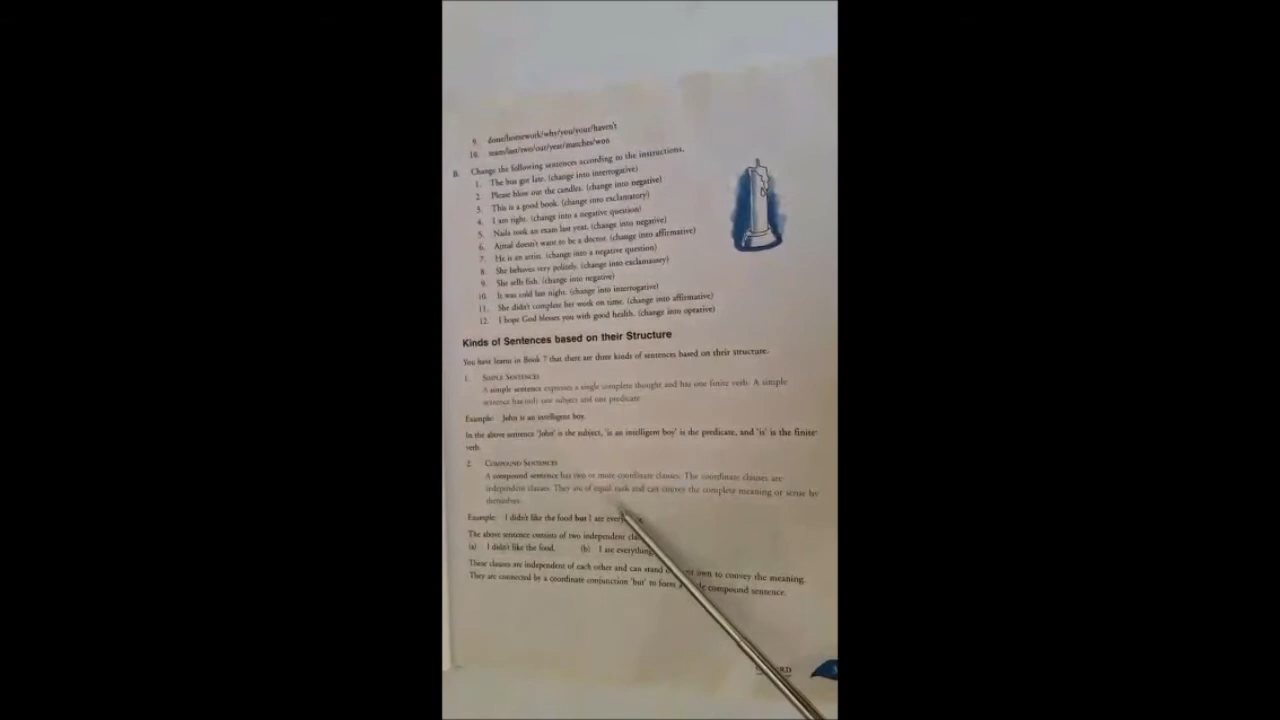 9. done/homework/why/you/your/haven't
10. team/last/two/our/year/matches/won
B. Change the following sentences according to the instructions.
1. The bus got late. (change into interrogative)
2. Please blow out the candles. (change into negative)
3. This is a good book. (change into exclamatory)
4. I am right. (change into a negative question)
5. Naila took an exam last year. (change into negative)
6. Ajmal doesn't want to be a doctor. (change into affirmative)
7. He is an artist. (change into a negative question)
8. She behaves very politely. (change into exclamatory)
9. She sells fish. (change into negative)
10. It was cold last night. (change into interrogative)
11. She didn't complete her work on time. (change into affirmative)
12. I hope God blesses you with good health. (change into optative)
Kinds of Sentences based on their Structure
You have learnt in Book 7 that there are three kinds of sentences based on their structure:
1. SIMPLE SENTENCES
A simple sentence expresses a single complete thought and has one finite verb. A simple
sentence has only one subject and one predicate.
Example: John is an intelligent boy.
In the above sentence 'John' is the subject, 'is an intelligent boy' is the predicate, and 'is' is the finite
verb.
2. COMPOUND SENTENCES
A compound sentence has two or more coordinate clauses. The coordinate clauses are
independent clauses. They are of equal rank and can convey the complete meaning or sense by
themselves.
Example: I didn't like the food but I ate
The above sentence consists of two independent
(a) I didn't like the food. (b) I ate everything
These clauses are independent of each other and can stand own to convey the meaning.
They are connected by a coordinate conjunction 'but' to form compound sentence.